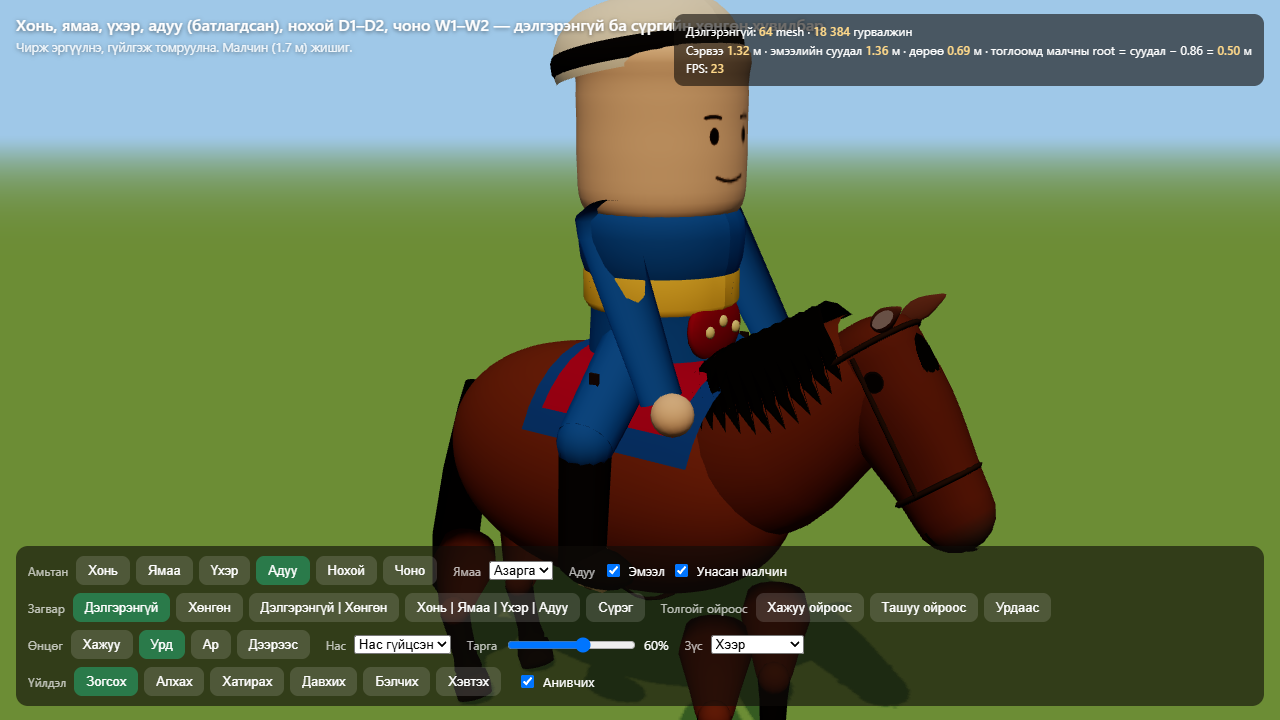 Хонь, ямаа, үхэр, адуу (батлагдсан), нохой D1–D2, чоно W1–W2 — дэлгэрэнгүй ба сүргийн хөнгөн хувилбар
Чирж эргүүлнэ, гүйлгэж томруулна. Малчин (1.7 м) жишиг.
Дэлгэрэнгүй: 64 mesh · 18 384 гурвалжин
Сэрвээ 1.32 м · эмээлийн суудал 1.36 м · дөрөө 0.69 м · тоглоомд малчны root = суудал − 0.86 = 0.50 м
FPS: 23
Амьтан Хонь Ямаа Үхэр Адуу Нохой Чоно Ямаа Азарга Адуу Эмээл Унасан малчин
Загвар Дэлгэрэнгүй Хөнгөн Дэлгэрэнгүй | Хөнгөн Хонь | Ямаа | Үхэр | Адуу Сүрэг Толгойг ойроос Хажуу ойроос Ташуу ойроос Урдаас
Өнцөг Хажуу Урд Ар Дээрээс Нас Нас гүйцсэн Тарга 60% Зүс Хээр
Үйлдэл Зогсох Алхах Хатирах Давхих Бэлчих Хэвтэх Анивчих